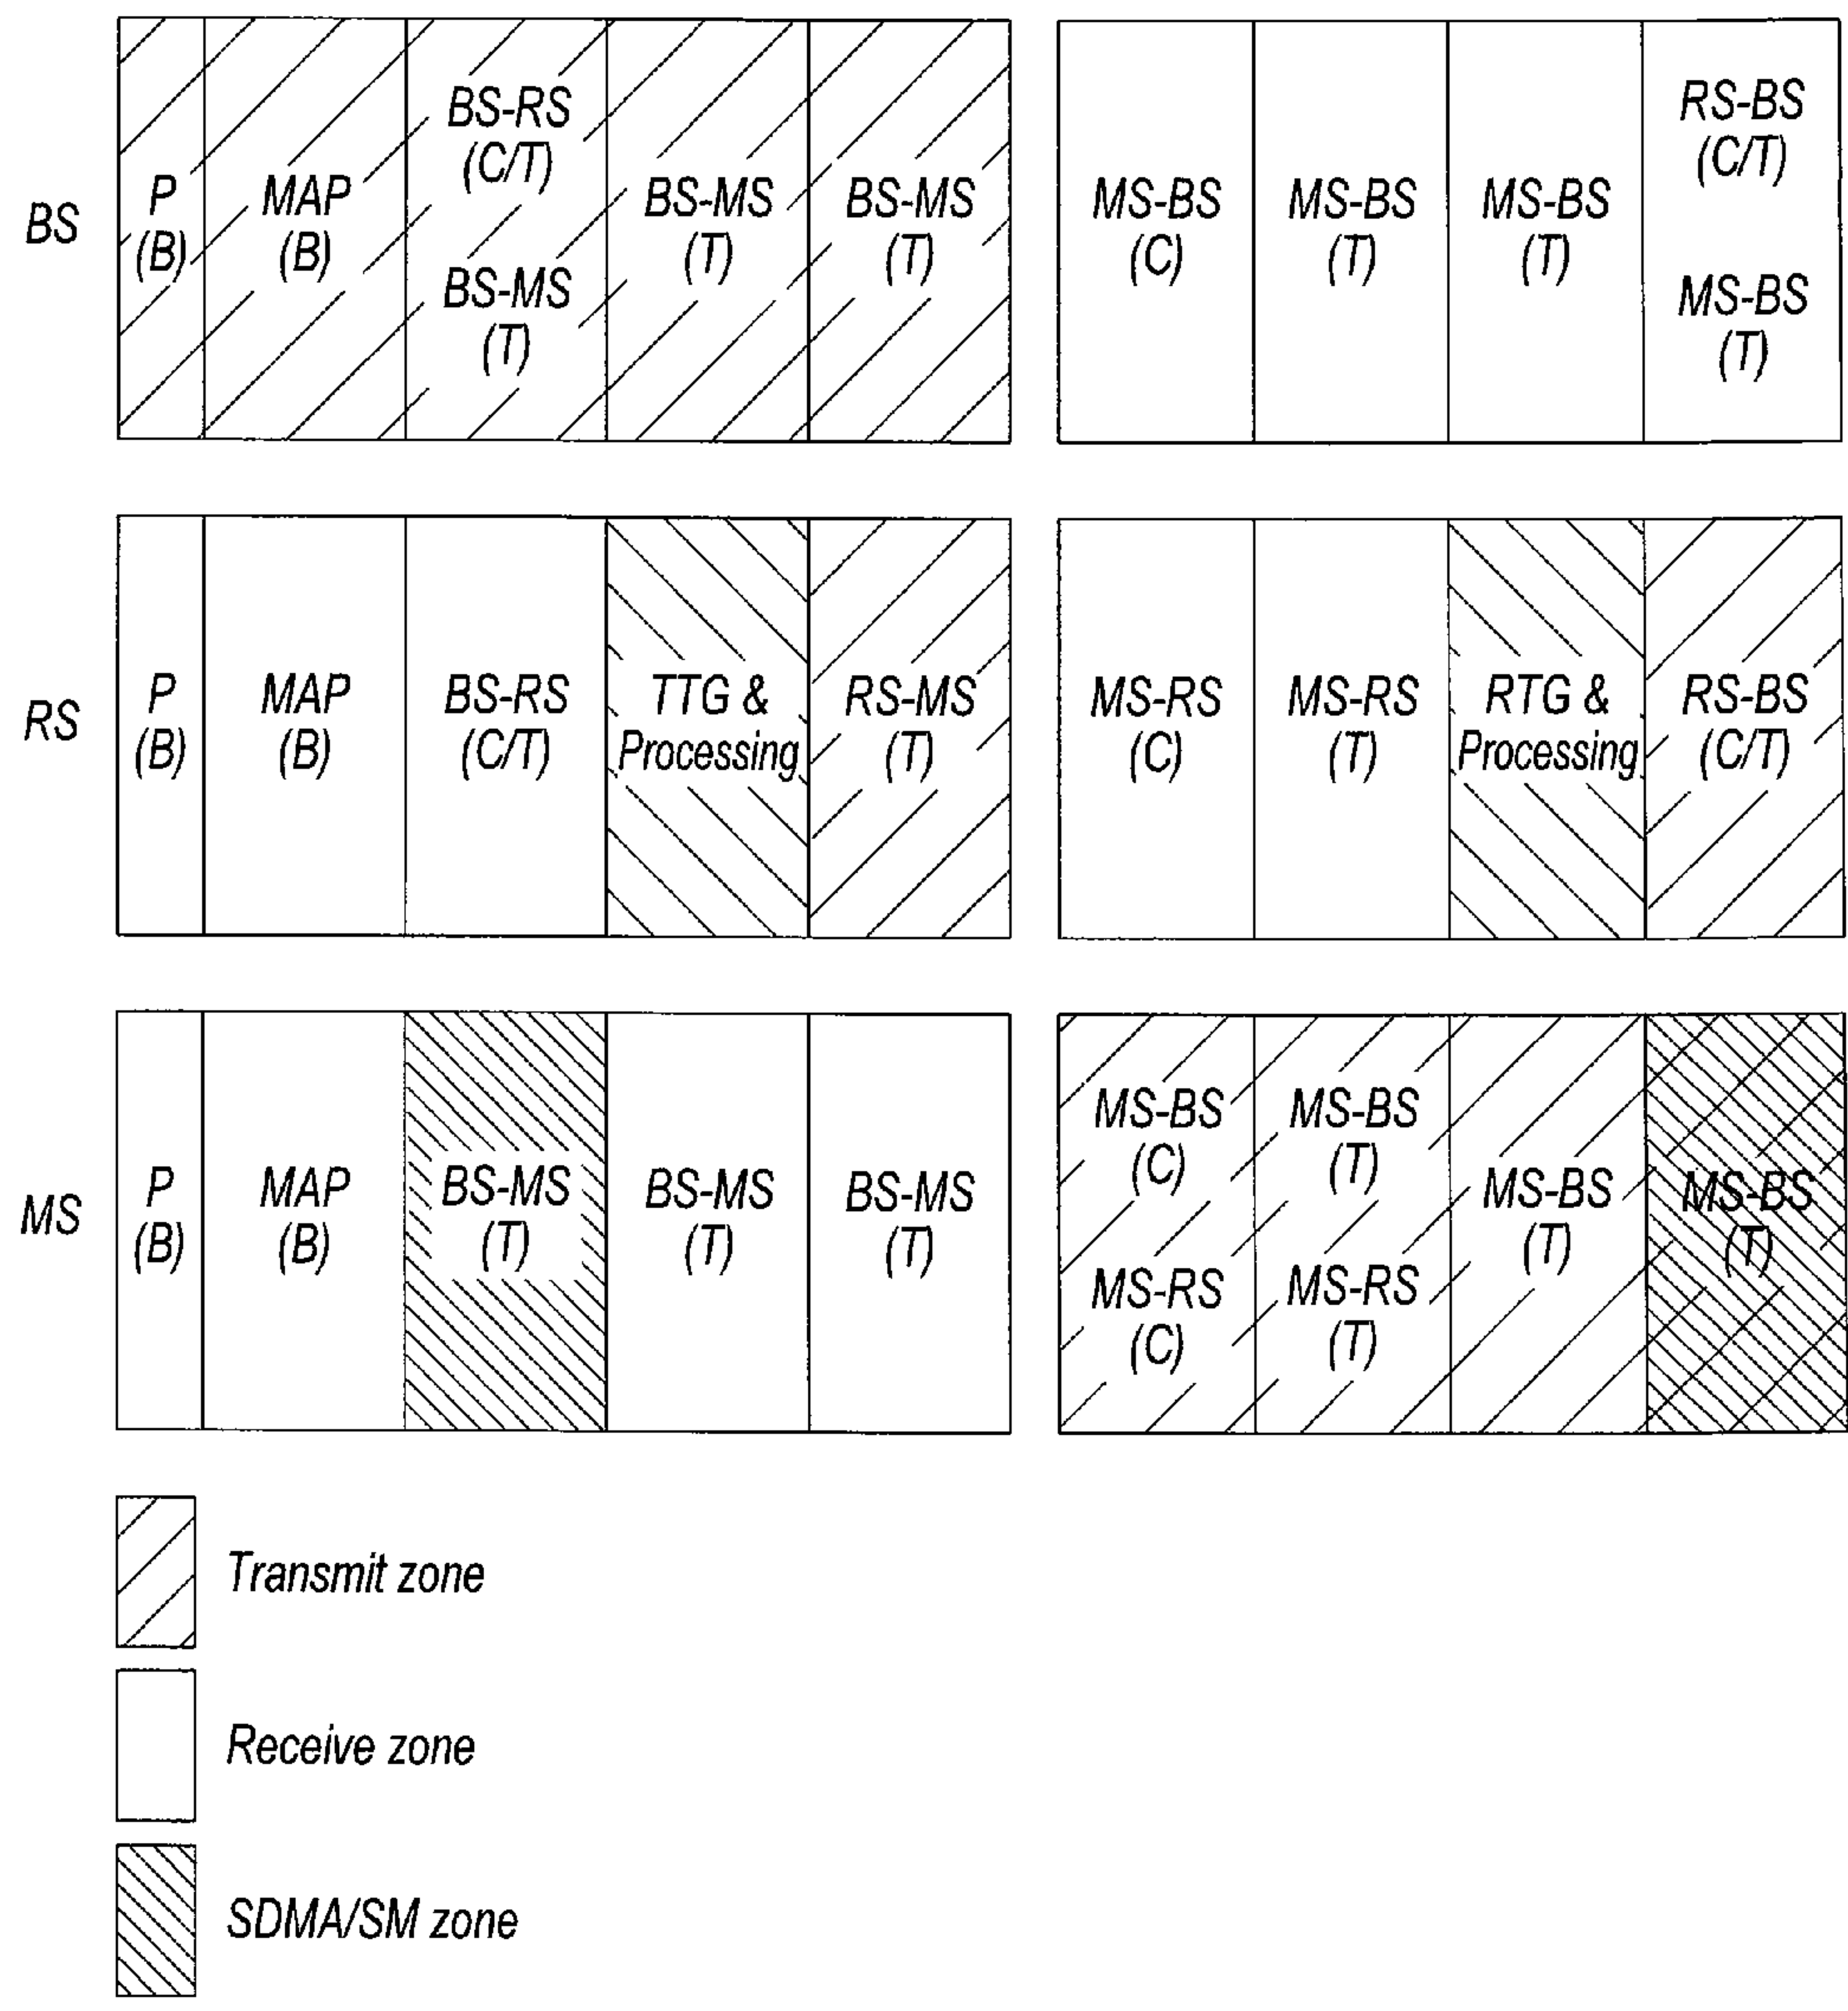 BS
P
(B)
MAP
(B)
BS-RS
(C/T)
BS-MS
(T)
BS-MS
(T)
BS-MS
(T)
MS-BS
(C)
MS-BS
(T)
MS-BS
(T)
RS-BS
(C/T)
MS-BS
(T)
RS
P
(B)
MAP
(B)
BS-RS
(C/T)
TTG &
Processing
RS-MS
(T)
MS-RS
(C)
MS-RS
(T)
RTG &
Processing
RS-BS
(C/T)
MS
P
(B)
MAP
(B)
BS-MS
(T)
BS-MS
(T)
BS-MS
(T)
MS-BS
(C)
MS-RS
(C)
MS-BS
(T)
MS-RS
(T)
MS-BS
(T)
MS-BS
(T)
Transmit zone
Receive zone
SDMA/SM zone